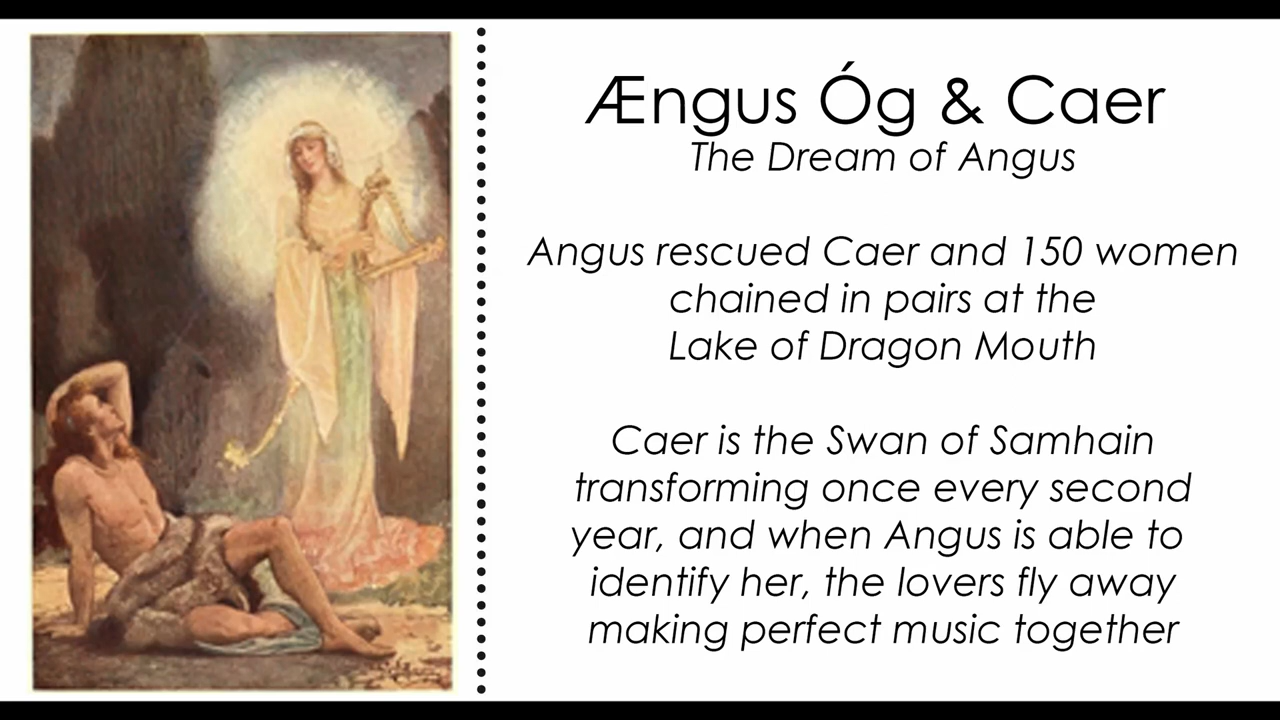 Ængus Óg & Caer
The Dream of Angus
Angus rescued Caer and 150 women
chained in pairs at the
Lake of Dragon Mouth
Caer is the Swan of Samhain
transforming once every second
year, and when Angus is able to
identify her, the lovers fly away
making perfect music together